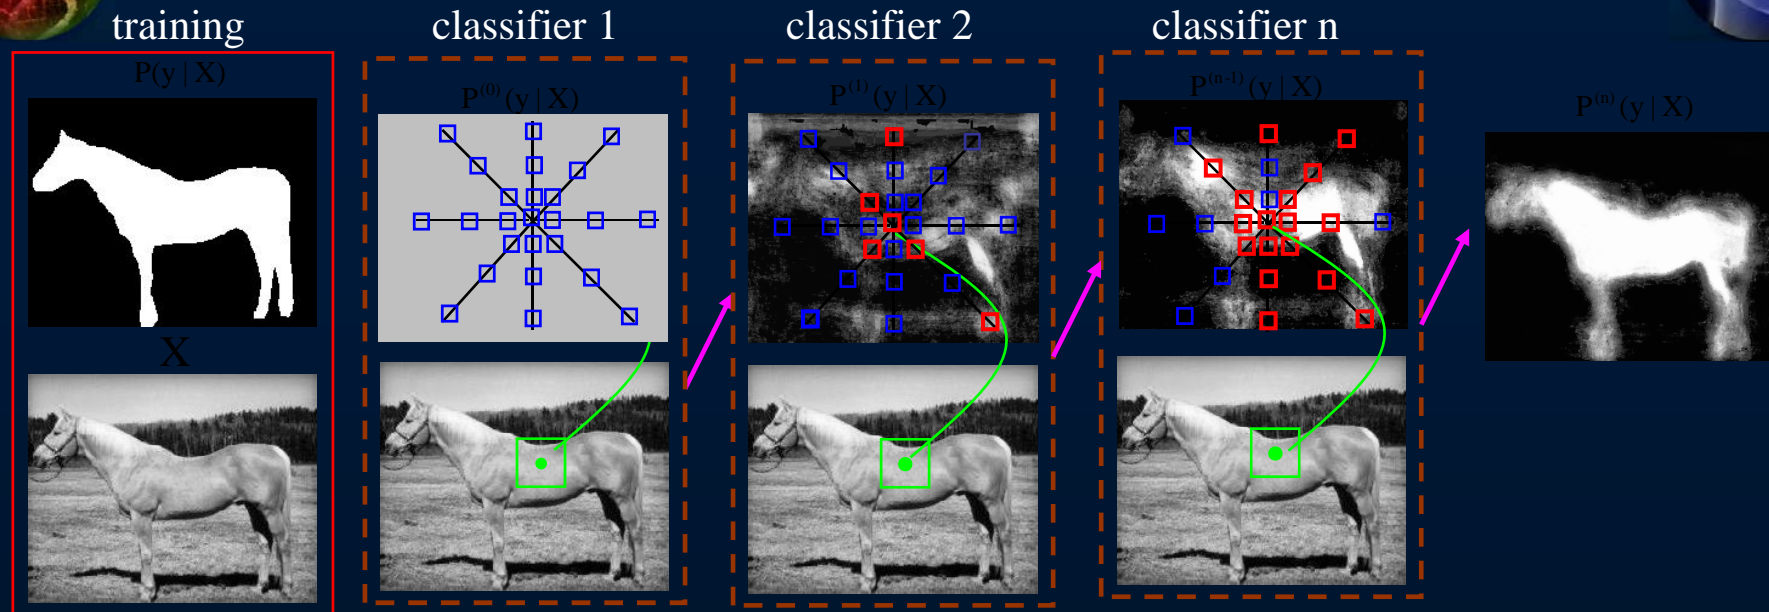 training
classifier 1
classifier 2
classifier n
P(y | X)
P⁽⁰⁾(y | X)
P⁽¹⁾(y | X)
P⁽ⁿ⁻¹⁾(y | X)
P⁽ⁿ⁾(y | X)
X